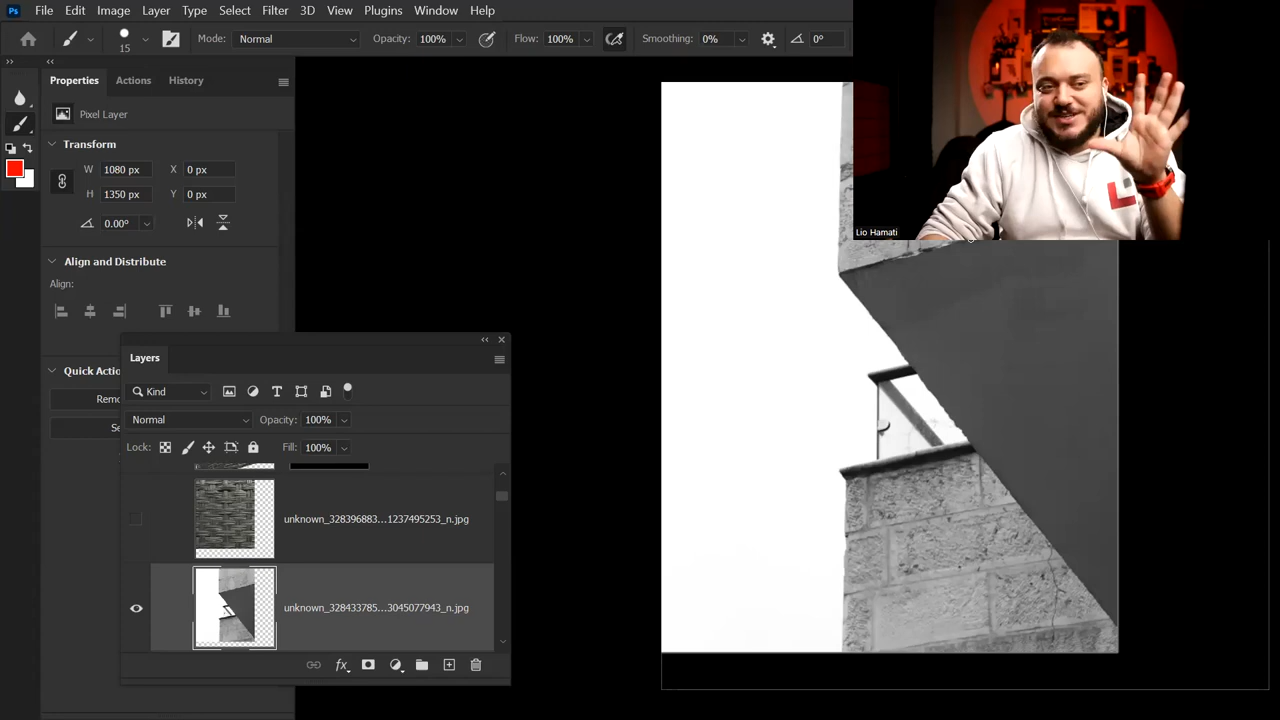 Ps File Edit Image Layer Type Select Filter 3D View Plugins Window Help
15 Mode: Normal Opacity: 100% Flow: 100% Smoothing: 0% 0°
Properties Actions History
Pixel Layer
Transform
W 1080 px X 0 px
H 1350 px Y 0 px
0.00°
Align and Distribute
Align:
Quick Actio
Remo
Se
Layers
Kind
Normal Opacity: 100%
Lock: Fill: 100%
unknown_328396883...1237495253_n.jpg
unknown_328433785...3045077943_n.jpg
fx
Lio Hamati